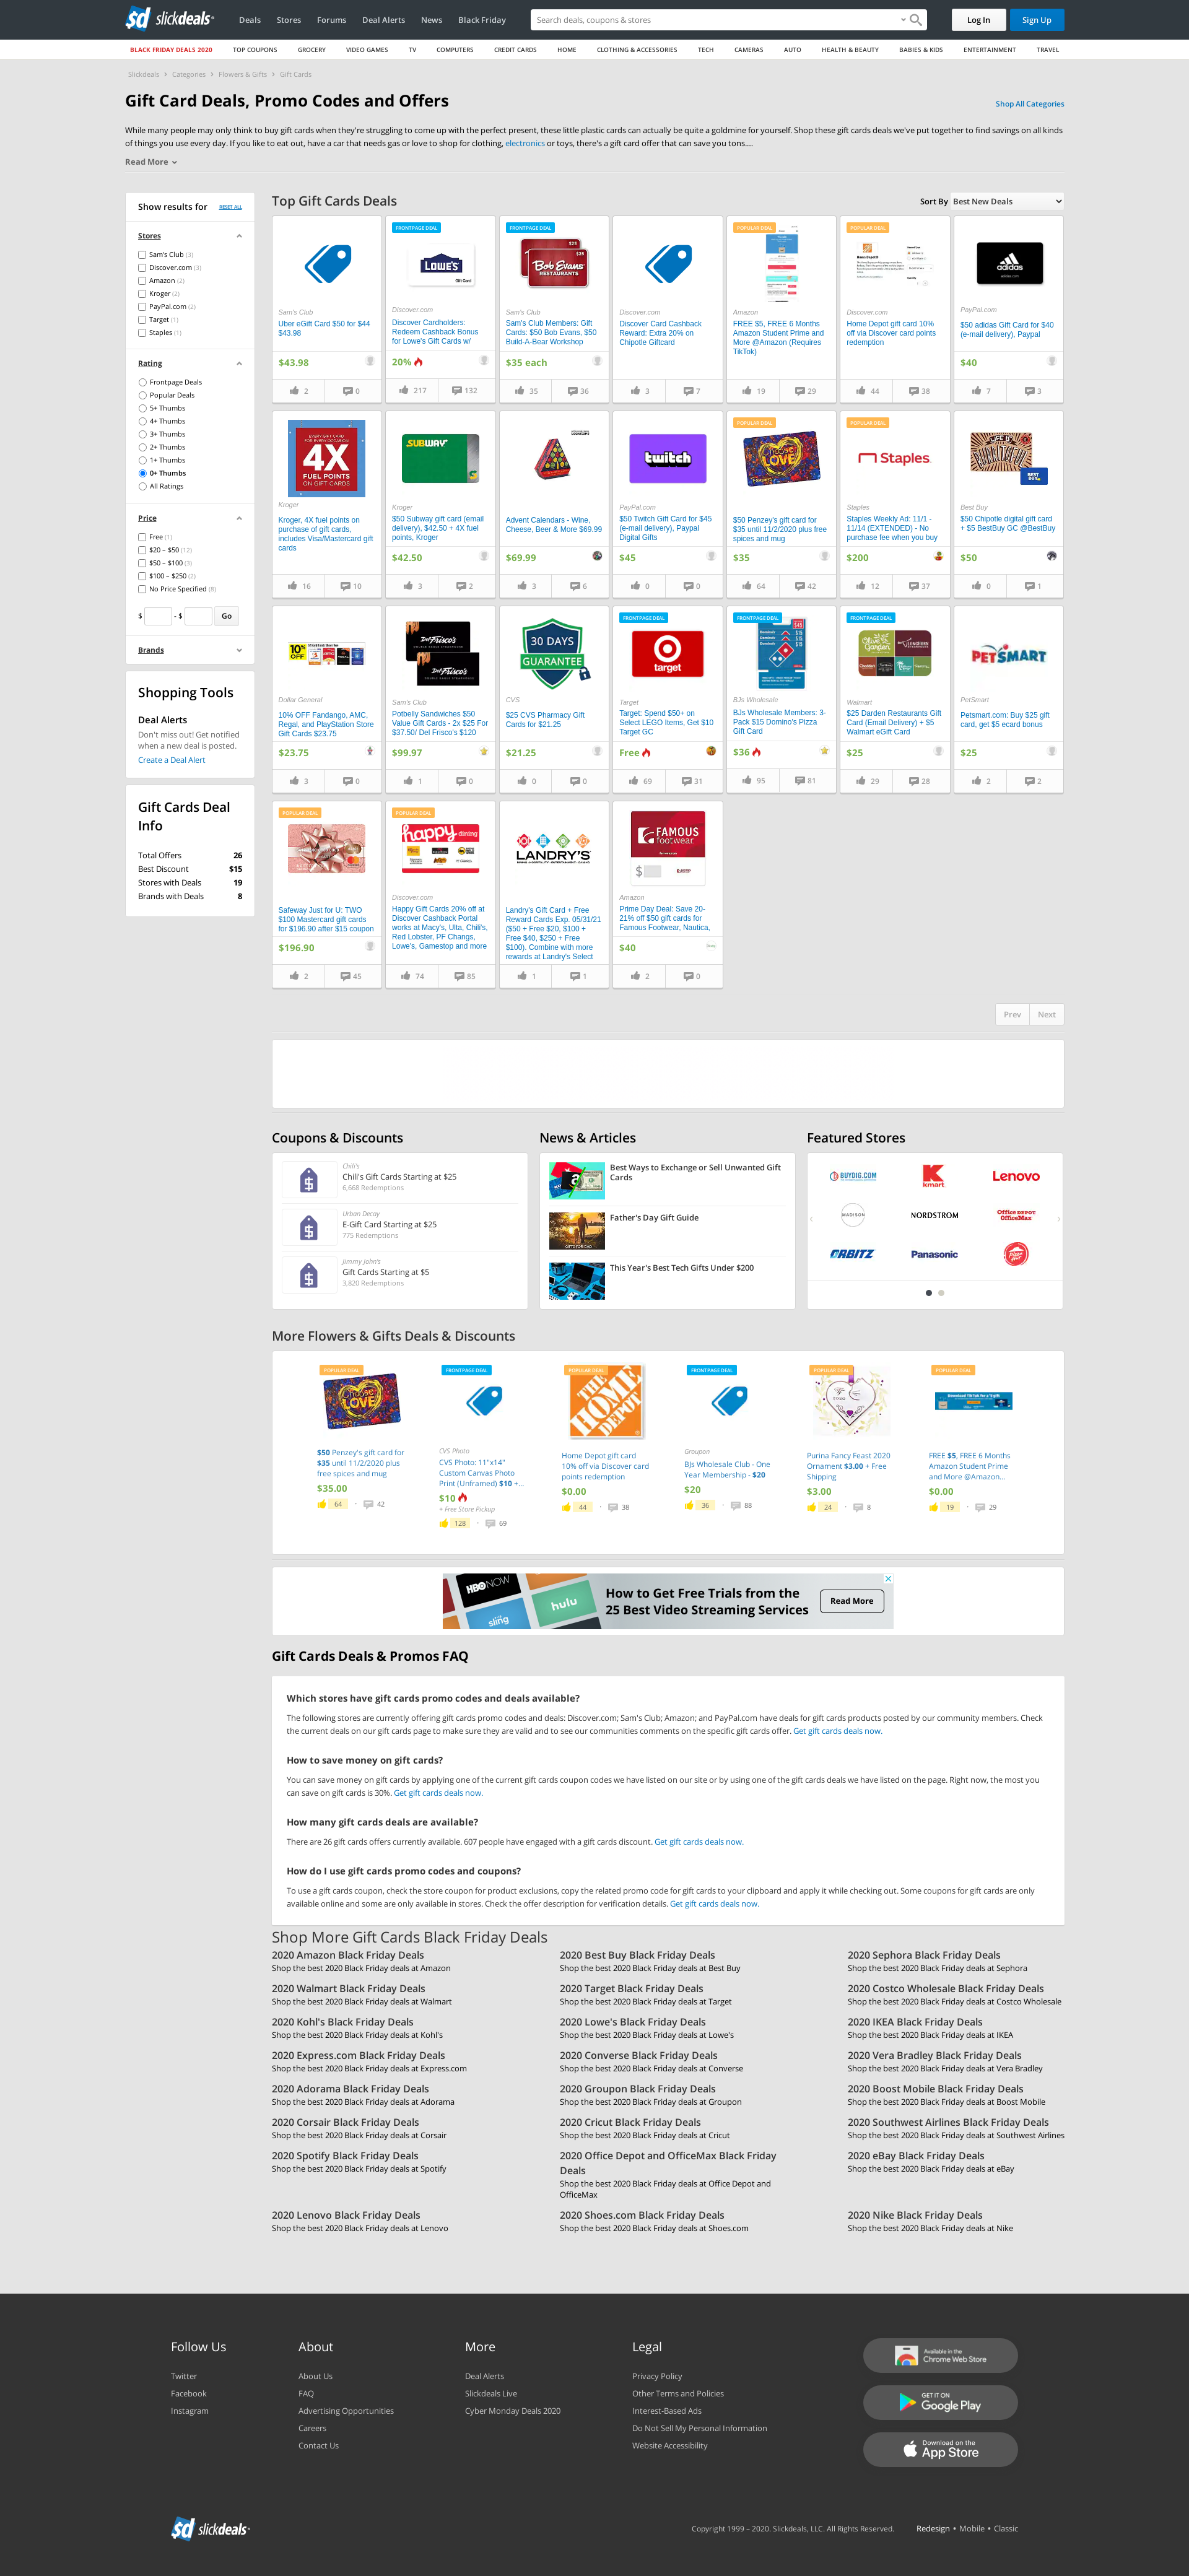 slickdeals
Deals Stores Forums Deal Alerts News Black Friday
Search deals, coupons & stores
Log In Sign Up
BLACK FRIDAY DEALS 2020 TOP COUPONS GROCERY VIDEO GAMES TV COMPUTERS CREDIT CARDS HOME CLOTHING & ACCESSORIES TECH CAMERAS AUTO HEALTH & BEAUTY BABIES & KIDS ENTERTAINMENT TRAVEL
Slickdeals > Categories > Flowers & Gifts > Gift Cards
Gift Card Deals, Promo Codes and Offers
Shop All Categories
While many people may only think to buy gift cards when they're struggling to come up with the perfect present, these little plastic cards can actually be quite a goldmine for yourself. Shop these gift cards deals we've put together to find savings on all kinds
of things you use every day. If you like to eat out, have a car that needs gas or love to shop for clothing, electronics or toys, there's a gift card offer that can save you tons....
Read More
Show results for RESET ALL
Stores
Sam's Club (3)
Discover.com (3)
Amazon (2)
Kroger (2)
PayPal.com (2)
Target (1)
Staples (1)
Rating
Frontpage Deals
Popular Deals
5+ Thumbs
4+ Thumbs
3+ Thumbs
2+ Thumbs
1+ Thumbs
0+ Thumbs
All Ratings
Price
Free (1)
$20 – $50 (12)
$50 – $100 (3)
$100 – $250 (2)
No Price Specified (8)
$ - $ Go
Brands
Shopping Tools
Deal Alerts
Don't miss out! Get notified
when a new deal is posted.
Create a Deal Alert
Gift Cards Deal
Info
Total Offers 26
Best Discount $15
Stores with Deals 19
Brands with Deals 8
Top Gift Cards Deals
Sort By Best New Deals
Sam's Club
Uber eGift Card $50 for $44
$43.98
$43.98
2 0
FRONTPAGE DEAL
LOWE'S
Gift Card
Discover.com
Discover Cardholders:
Redeem Cashback Bonus
for Lowe's Gift Cards w/
20%
217 132
FRONTPAGE DEAL
$25
$25
Bob Evans
RESTAURANTS
Sam's Club
Sam's Club Members: Gift
Cards: $50 Bob Evans, $50
Build-A-Bear Workshop
$35 each
35 36
Discover.com
Discover Card Cashback
Reward: Extra 20% on
Chipotle Giftcard
3 7
POPULAR DEAL
Amazon
FREE $5, FREE 6 Months
Amazon Student Prime and
More @Amazon (Requires
TikTok)
19 29
POPULAR DEAL
Discover.com
Home Depot gift card 10%
off via Discover card points
redemption
44 38
adidas
adidas.com
PayPal.com
$50 adidas Gift Card for $40
(e-mail delivery), Paypal
$40
7 3
EVERY GIFT CARD
FOR EVERY OCCASION
4X
FUEL POINTS
ON GIFT CARDS
Kroger
Kroger, 4X fuel points on
purchase of gift cards,
includes Visa/Mastercard gift
cards
16 10
SUBWAY
Kroger
$50 Subway gift card (email
delivery), $42.50 + 4X fuel
points, Kroger
$42.50
3 2
Advent Calendars - Wine,
Cheese, Beer & More $69.99
$69.99
3 6
twitch
PayPal.com
$50 Twitch Gift Card for $45
(e-mail delivery), Paypal
Digital Gifts
$45
0 0
POPULAR DEAL
Choose
LOVE
$50 Penzey's gift card for
$35 until 11/2/2020 plus free
spices and mug
$35
64 42
POPULAR DEAL
Staples
Staples
Staples Weekly Ad: 11/1 -
11/14 (EXTENDED) - No
purchase fee when you buy
$200
12 37
BEST BUY
Best Buy
$50 Chipotle digital gift card
+ $5 BestBuy GC @BestBuy
$50
0 1
10%
OFF
Dollar General
10% OFF Fandango, AMC,
Regal, and PlayStation Store
Gift Cards $23.75
$23.75
3 0
Del Frisco's
Del Frisco's
Sam's Club
Potbelly Sandwiches $50
Value Gift Cards - 2x $25 For
$37.50/ Del Frisco's $120
$99.97
1 0
30 DAYS
GUARANTEE
CVS
$25 CVS Pharmacy Gift
Cards for $21.25
$21.25
0 0
FRONTPAGE DEAL
target
Target
Target: Spend $50+ on
Select LEGO Items, Get $10
Target GC
Free
69 31
FRONTPAGE DEAL
$45
Domino's
BJs Wholesale
BJs Wholesale Members: 3-
Pack $15 Domino's Pizza
Gift Card
$36
95 81
FRONTPAGE DEAL
Olive Garden
LONGHORN
Walmart
$25 Darden Restaurants Gift
Card (Email Delivery) + $5
Walmart eGift Card
$25
29 28
PETSMART
PetSmart
Petsmart.com: Buy $25 gift
card, get $5 ecard bonus
$25
2 2
POPULAR DEAL
Safeway Just for U: TWO
$100 Mastercard gift cards
for $196.90 after $15 coupon
$196.90
2 45
POPULAR DEAL
happy dining
Discover.com
Happy Gift Cards 20% off at
Discover Cashback Portal
works at Macy's, Ulta, Chili's,
Red Lobster, PF Changs,
Lowe's, Gamestop and more
74 85
LANDRY'S
Landry's Gift Card + Free
Reward Cards Exp. 05/31/21
($50 + Free $20, $100 +
Free $40, $250 + Free
$100). Combine with more
rewards at Landry's Select
1 1
FAMOUS
footwear
$
Amazon
Prime Day Deal: Save 20-
21% off $50 gift cards for
Famous Footwear, Nautica,
$40
2 0
Prev Next
Coupons & Discounts
Chili's
Chili's Gift Cards Starting at $25
6,668 Redemptions
Urban Decay
E-Gift Card Starting at $25
775 Redemptions
Jimmy John's
Gift Cards Starting at $5
3,820 Redemptions
News & Articles
Best Ways to Exchange or Sell Unwanted Gift
Cards
GIFTS FOR DAD
Father's Day Gift Guide
This Year's Best Tech Gifts Under $200
Featured Stores
BUYDIG.COM Kmart Lenovo
MADISON NORDSTROM Office DEPOT OfficeMax
ORBITZ Panasonic Pizza Hut
More Flowers & Gifts Deals & Discounts
POPULAR DEAL
Choose
LOVE
$50 Penzey's gift card for
$35 until 11/2/2020 plus
free spices and mug
$35.00
64 • 42
FRONTPAGE DEAL
CVS Photo
CVS Photo: 11"x14"
Custom Canvas Photo
Print (Unframed) $10 +...
$10
+ Free Store Pickup
128 • 69
POPULAR DEAL
THE HOME DEPOT
Home Depot gift card
10% off via Discover card
points redemption
$0.00
44 • 38
FRONTPAGE DEAL
Groupon
BJs Wholesale Club - One
Year Membership - $20
$20
36 • 88
POPULAR DEAL
Purina Fancy Feast 2020
Ornament $3.00 + Free
Shipping
$3.00
24 • 8
POPULAR DEAL
FREE $5, FREE 6 Months
Amazon Student Prime
and More @Amazon...
$0.00
19 • 29
HBO NOW
sling
hulu
How to Get Free Trials from the
25 Best Video Streaming Services
Read More
Gift Cards Deals & Promos FAQ
Which stores have gift cards promo codes and deals available?
The following stores are currently offering gift cards promo codes and deals: Discover.com; Sam's Club; Amazon; and PayPal.com have deals for gift cards products posted by our community members. Check
the current deals on our gift cards page to make sure they are valid and to see our communities comments on the specific gift cards offer. Get gift cards deals now.
How to save money on gift cards?
You can save money on gift cards by applying one of the current gift cards coupon codes we have listed on our site or by using one of the gift cards deals we have listed on the page. Right now, the most you
can save on gift cards is 30%. Get gift cards deals now.
How many gift cards deals are available?
There are 26 gift cards offers currently available. 607 people have engaged with a gift cards discount. Get gift cards deals now.
How do I use gift cards promo codes and coupons?
To use a gift cards coupon, check the store coupon for product exclusions, copy the related promo code for gift cards to your clipboard and apply it while checking out. Some coupons for gift cards are only
available online and some are only available in stores. Check the offer description for verification details. Get gift cards deals now.
Shop More Gift Cards Black Friday Deals
2020 Amazon Black Friday Deals
Shop the best 2020 Black Friday deals at Amazon
2020 Best Buy Black Friday Deals
Shop the best 2020 Black Friday deals at Best Buy
2020 Sephora Black Friday Deals
Shop the best 2020 Black Friday deals at Sephora
2020 Walmart Black Friday Deals
Shop the best 2020 Black Friday deals at Walmart
2020 Target Black Friday Deals
Shop the best 2020 Black Friday deals at Target
2020 Costco Wholesale Black Friday Deals
Shop the best 2020 Black Friday deals at Costco Wholesale
2020 Kohl's Black Friday Deals
Shop the best 2020 Black Friday deals at Kohl's
2020 Lowe's Black Friday Deals
Shop the best 2020 Black Friday deals at Lowe's
2020 IKEA Black Friday Deals
Shop the best 2020 Black Friday deals at IKEA
2020 Express.com Black Friday Deals
Shop the best 2020 Black Friday deals at Express.com
2020 Converse Black Friday Deals
Shop the best 2020 Black Friday deals at Converse
2020 Vera Bradley Black Friday Deals
Shop the best 2020 Black Friday deals at Vera Bradley
2020 Adorama Black Friday Deals
Shop the best 2020 Black Friday deals at Adorama
2020 Groupon Black Friday Deals
Shop the best 2020 Black Friday deals at Groupon
2020 Boost Mobile Black Friday Deals
Shop the best 2020 Black Friday deals at Boost Mobile
2020 Corsair Black Friday Deals
Shop the best 2020 Black Friday deals at Corsair
2020 Cricut Black Friday Deals
Shop the best 2020 Black Friday deals at Cricut
2020 Southwest Airlines Black Friday Deals
Shop the best 2020 Black Friday deals at Southwest Airlines
2020 Spotify Black Friday Deals
Shop the best 2020 Black Friday deals at Spotify
2020 Office Depot and OfficeMax Black Friday
Deals
Shop the best 2020 Black Friday deals at Office Depot and
OfficeMax
2020 eBay Black Friday Deals
Shop the best 2020 Black Friday deals at eBay
2020 Lenovo Black Friday Deals
Shop the best 2020 Black Friday deals at Lenovo
2020 Shoes.com Black Friday Deals
Shop the best 2020 Black Friday deals at Shoes.com
2020 Nike Black Friday Deals
Shop the best 2020 Black Friday deals at Nike
Follow Us
Twitter
Facebook
Instagram
About
About Us
FAQ
Advertising Opportunities
Careers
Contact Us
More
Deal Alerts
Slickdeals Live
Cyber Monday Deals 2020
Legal
Privacy Policy
Other Terms and Policies
Interest-Based Ads
Do Not Sell My Personal Information
Website Accessibility
Available in the
Chrome Web Store
GET IT ON
Google Play
Download on the
App Store
slickdeals
Copyright 1999 – 2020. Slickdeals, LLC. All Rights Reserved. Redesign • Mobile • Classic